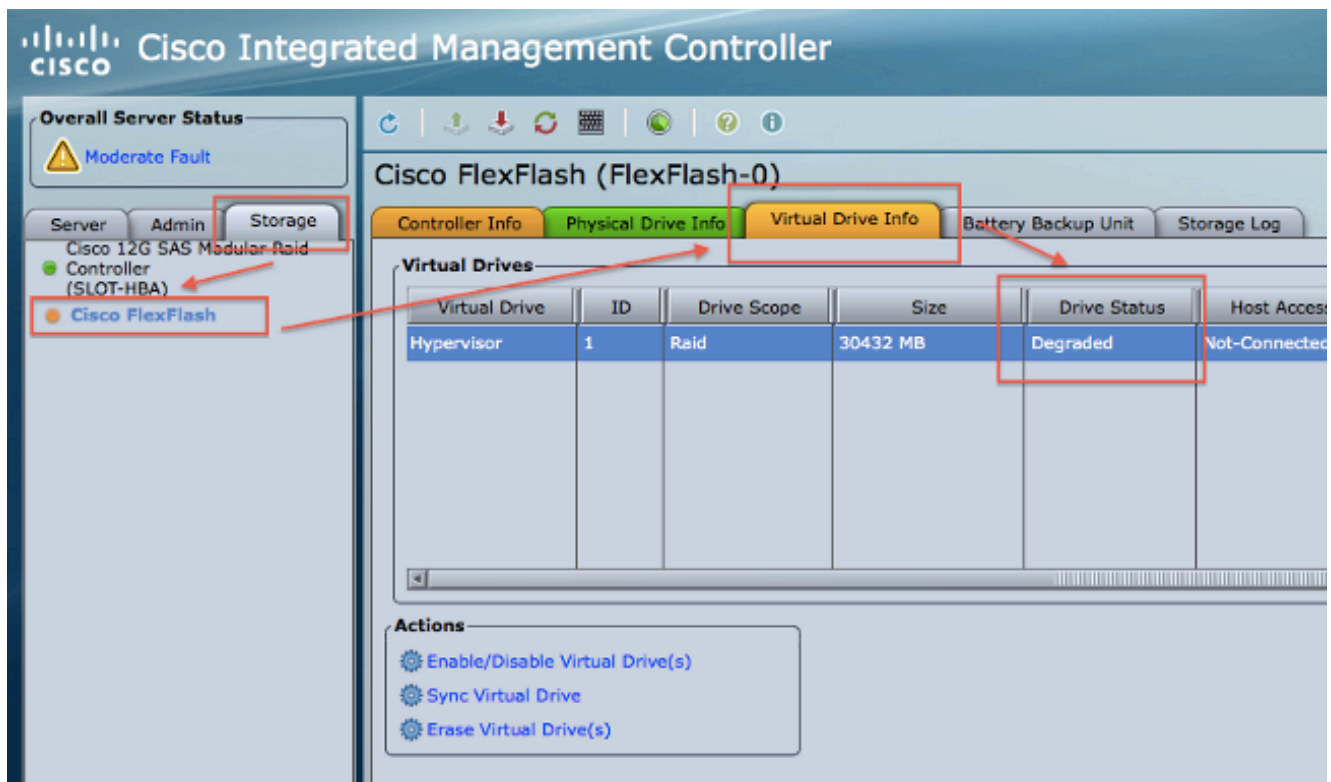 CISCO
Cisco Integrated Management Controller
Overall Server Status
Moderate Fault
Server Admin Storage
Cisco 12G SAS Modular Raid
Controller
(SLOT-HBA)
Cisco FlexFlash
Cisco FlexFlash (FlexFlash-0)
Controller Info Physical Drive Info Virtual Drive Info Battery Backup Unit Storage Log
Virtual Drives
Virtual Drive ID Drive Scope Size Drive Status Host Access
Hypervisor 1 Raid 30432 MB Degraded Not-Connected
Actions
Enable/Disable Virtual Drive(s)
Sync Virtual Drive
Erase Virtual Drive(s)